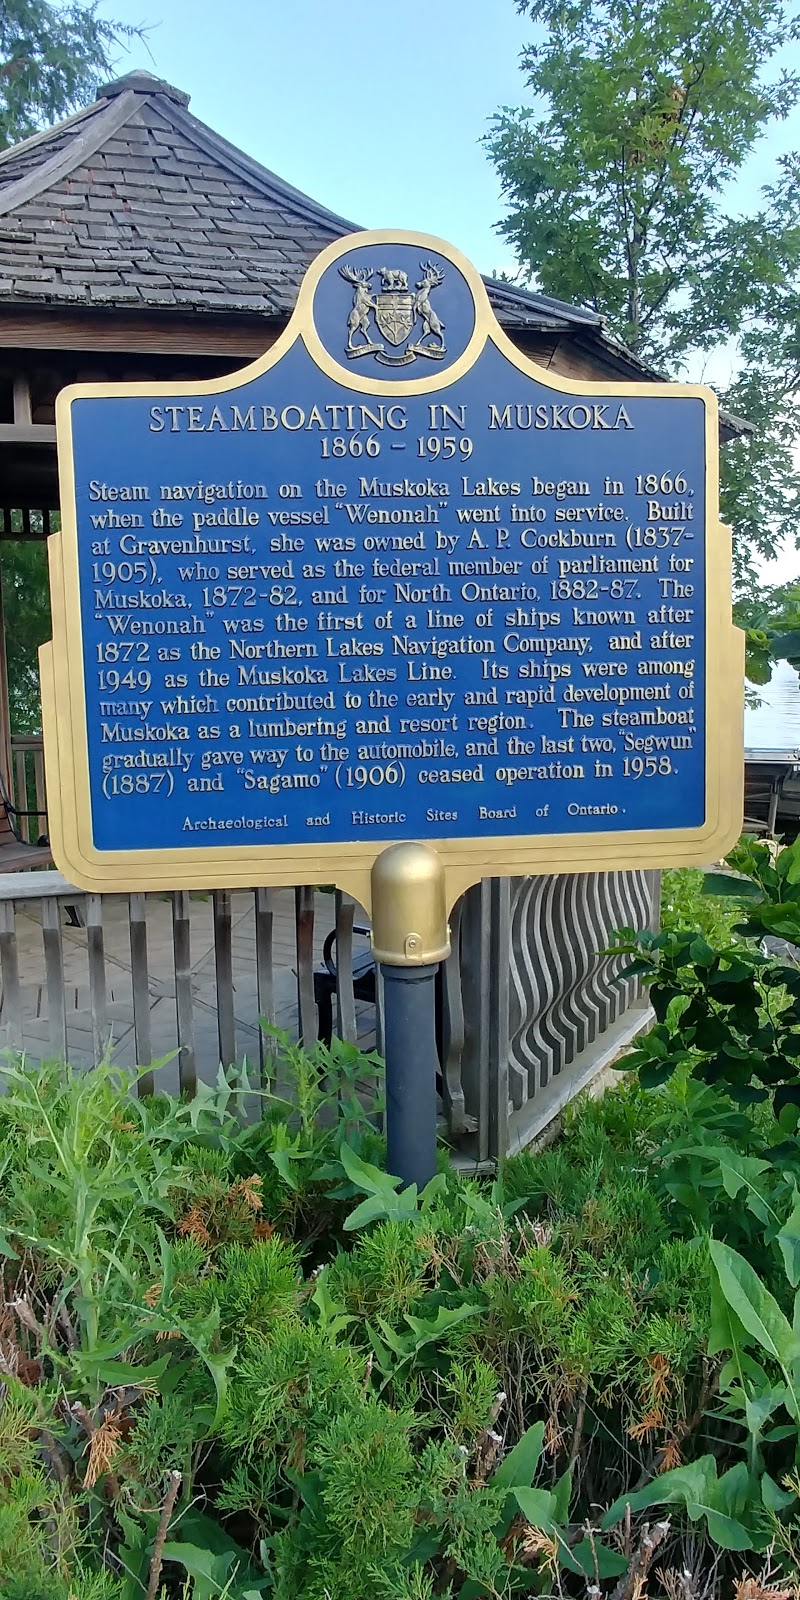 STEAMBOATING IN MUSKOKA
1866 - 1959
Steam navigation on the Muskoka Lakes began in 1866,
when the paddle vessel "Wenonah" went into service. Built
at Gravenhurst, she was owned by A. P. Cockburn (1837-
1905), who served as the federal member of parliament for
Muskoka, 1872-82, and for North Ontario, 1882-87. The
"Wenonah" was the first of a line of ships known after
1872 as the Northern Lakes Navigation Company, and after
1949 as the Muskoka Lakes Line. Its ships were among
many which contributed to the early and rapid development of
Muskoka as a lumbering and resort region. The steamboat
gradually gave way to the automobile, and the last two, "Segwun"
(1887) and "Sagamo" (1906) ceased operation in 1958.
Archaeological and Historic Sites Board of Ontario.